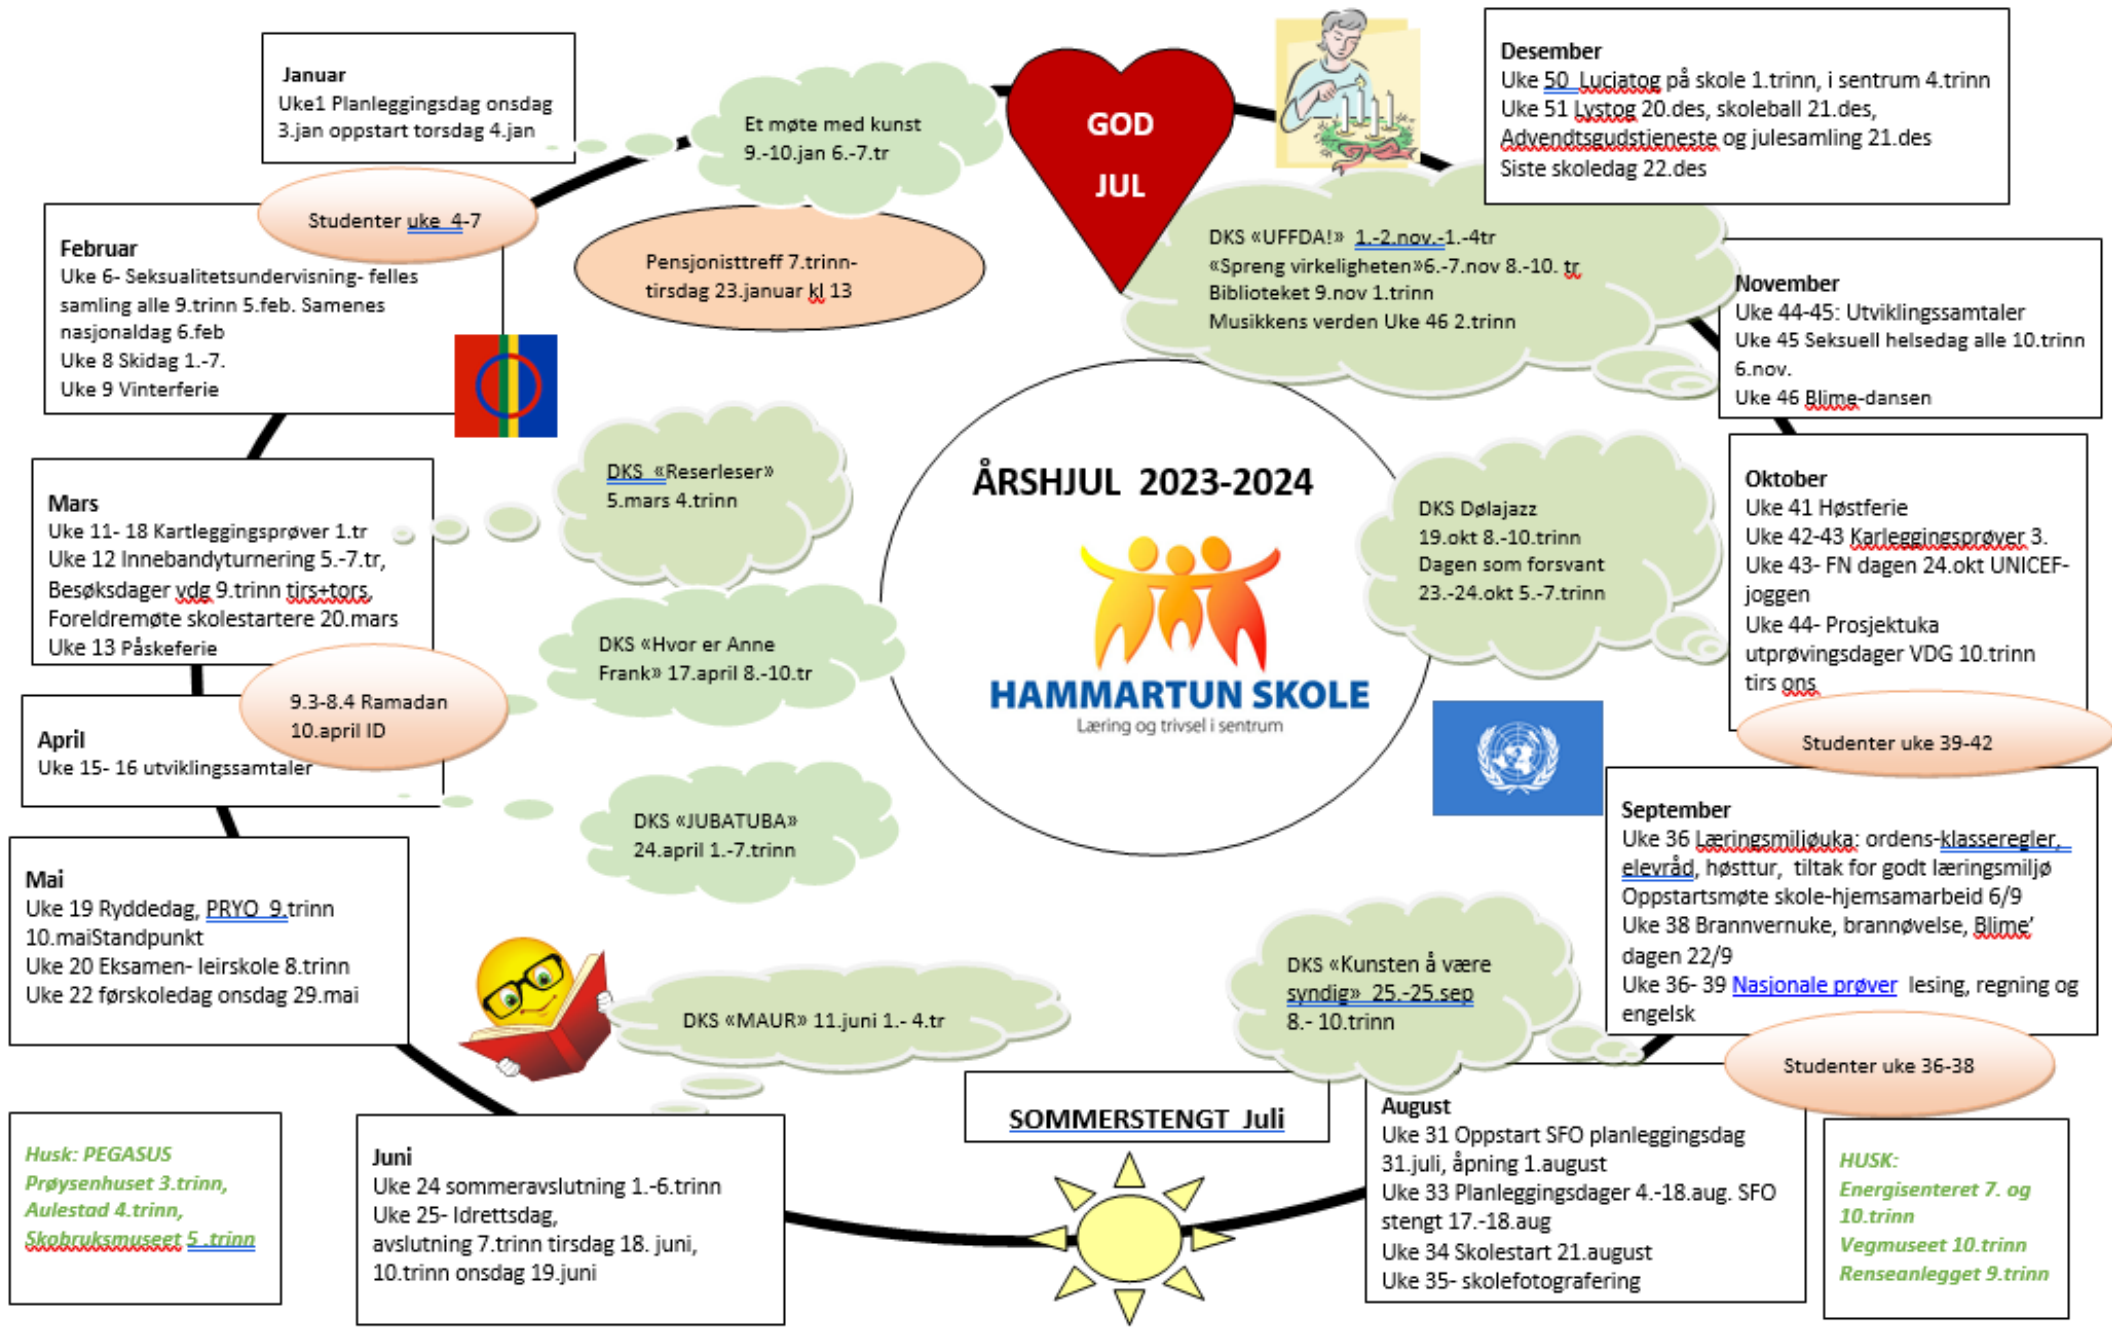 Januar
Uke1 Planleggingsdag onsdag
3.jan oppstart torsdag 4.jan
Et møte med kunst
9.-10.jan 6.-7.tr
GOD
JUL
Desember
Uke 50 Luciatog på skole 1.trinn, i sentrum 4.trinn
Uke 51 Lystog 20.des, skoleball 21.des,
Advendtsgudstjeneste og julesamling 21.des
Siste skoledag 22.des
Studenter uke 4-7
Februar
Uke 6- Seksualitetsundervisning- felles
samling alle 9.trinn 5.feb. Samenes
nasjonaldag 6.feb
Uke 8 Skidag 1.-7.
Uke 9 Vinterferie
Pensjonisttreff 7.trinn-
tirsdag 23.januar kl 13
DKS «UFFDA!» 1.-2.nov.-1.-4tr
«Spreng virkeligheten»6.-7.nov 8.-10. tr
Biblioteket 9.nov 1.trinn
Musikkens verden Uke 46 2.trinn
November
Uke 44-45: Utviklingssamtaler
Uke 45 Seksuell helsedag alle 10.trinn
6.nov.
Uke 46 Blime-dansen
Mars
Uke 11- 18 Kartleggingsprøver 1.tr
Uke 12 Innebandyturnering 5.-7.tr,
Besøksdager vdg 9.trinn tirs+tors,
Foreldremøte skolestartere 20.mars
Uke 13 Påskeferie
DKS «Reserleser»
5.mars 4.trinn
ÅRSHJUL 2023-2024
HAMMARTUN SKOLE
Læring og trivsel i sentrum
DKS Dølajazz
19.okt 8.-10.trinn
Dagen som forsvant
23.-24.okt 5.-7.trinn
Oktober
Uke 41 Høstferie
Uke 42-43 Karleggingsprøver 3.
Uke 43- FN dagen 24.okt UNICEF-
joggen
Uke 44- Prosjektuka
utprøvingsdager VDG 10.trinn
tirs ons
DKS «Hvor er Anne
Frank» 17.april 8.-10.tr
9.3-8.4 Ramadan
10.april ID
April
Uke 15- 16 utviklingssamtaler
Studenter uke 39-42
DKS «JUBATUBA»
24.april 1.-7.trinn
September
Uke 36 Læringsmiljøuka: ordens-klasseregler,
elevråd, høsttur, tiltak for godt læringsmiljø
Oppstartsmøte skole-hjemsamarbeid 6/9
Uke 38 Brannvernuke, brannøvelse, Blime'
dagen 22/9
Uke 36- 39 Nasjonale prøver lesing, regning og
engelsk
Mai
Uke 19 Ryddedag, PRYO 9.trinn
10.maiStandpunkt
Uke 20 Eksamen- leirskole 8.trinn
Uke 22 førskoledag onsdag 29.mai
DKS «MAUR» 11.juni 1.- 4.tr
DKS «Kunsten å være
syndig» 25.-25.sep
8.- 10.trinn
Studenter uke 36-38
Husk: PEGASUS
Prøysenhuset 3.trinn,
Aulestad 4.trinn,
Skobruksmuseet 5 .trinn
Juni
Uke 24 sommeravslutning 1.-6.trinn
Uke 25- Idrettsdag,
avslutning 7.trinn tirsdag 18. juni,
10.trinn onsdag 19.juni
SOMMERSTENGT Juli
August
Uke 31 Oppstart SFO planleggingsdag
31.juli, åpning 1.august
Uke 33 Planleggingsdager 4.-18.aug. SFO
stengt 17.-18.aug
Uke 34 Skolestart 21.august
Uke 35- skolefotografering
HUSK:
Energisenteret 7. og
10.trinn
Vegmuseet 10.trinn
Renseanlegget 9.trinn